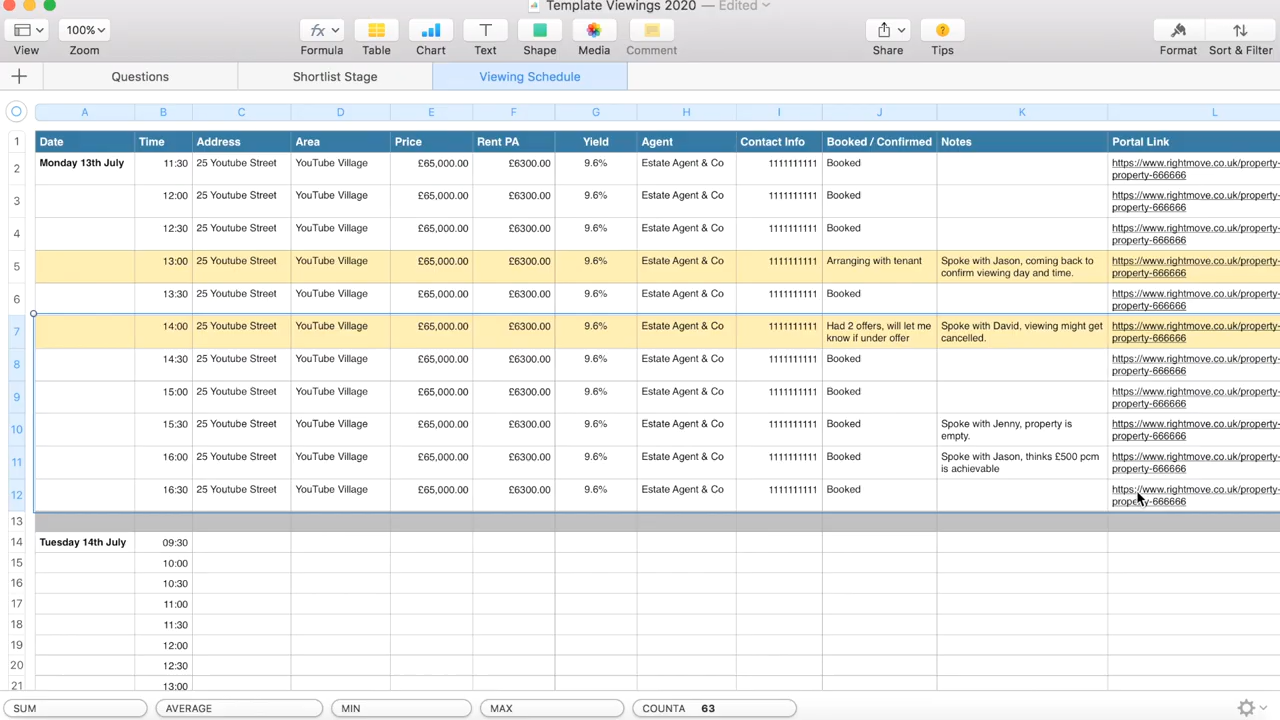 Template Viewings 2020 — Edited
100%
View Zoom Formula Table Chart Text Shape Media Comment Share Tips Format Sort & Filter
Questions Shortlist Stage Viewing Schedule
A B C D E F G H I J K L
1 Date Time Address Area Price Rent PA Yield Agent Contact Info Booked / Confirmed Notes Portal Link
2 Monday 13th July 11:30 25 Youtube Street YouTube Village £65,000.00 £6300.00 9.6% Estate Agent & Co 1111111111 Booked https://www.rightmove.co.uk/property-
property-666666
3 12:00 25 Youtube Street YouTube Village £65,000.00 £6300.00 9.6% Estate Agent & Co 1111111111 Booked https://www.rightmove.co.uk/property-
property-666666
4 12:30 25 Youtube Street YouTube Village £65,000.00 £6300.00 9.6% Estate Agent & Co 1111111111 Booked https://www.rightmove.co.uk/property-
property-666666
5 13:00 25 Youtube Street YouTube Village £65,000.00 £6300.00 9.6% Estate Agent & Co 1111111111 Arranging with tenant Spoke with Jason, coming back to https://www.rightmove.co.uk/property-
confirm viewing day and time. property-666666
6 13:30 25 Youtube Street YouTube Village £65,000.00 £6300.00 9.6% Estate Agent & Co 1111111111 Booked https://www.rightmove.co.uk/property-
property-666666
7 14:00 25 Youtube Street YouTube Village £65,000.00 £6300.00 9.6% Estate Agent & Co 1111111111 Had 2 offers, will let me Spoke with David, viewing might get https://www.rightmove.co.uk/property-
know if under offer cancelled. property-666666
8 14:30 25 Youtube Street YouTube Village £65,000.00 £6300.00 9.6% Estate Agent & Co 1111111111 Booked https://www.rightmove.co.uk/property-
property-666666
9 15:00 25 Youtube Street YouTube Village £65,000.00 £6300.00 9.6% Estate Agent & Co 1111111111 Booked https://www.rightmove.co.uk/property-
property-666666
10 15:30 25 Youtube Street YouTube Village £65,000.00 £6300.00 9.6% Estate Agent & Co 1111111111 Booked Spoke with Jenny, property is https://www.rightmove.co.uk/property-
empty. property-666666
11 16:00 25 Youtube Street YouTube Village £65,000.00 £6300.00 9.6% Estate Agent & Co 1111111111 Booked Spoke with Jason, thinks £500 pcm https://www.rightmove.co.uk/property-
is achievable property-666666
12 16:30 25 Youtube Street YouTube Village £65,000.00 £6300.00 9.6% Estate Agent & Co 1111111111 Booked https://www.rightmove.co.uk/property-
property-666666
13
14 Tuesday 14th July 09:30
15 10:00
16 10:30
17 11:00
18 11:30
19 12:00
20 12:30
21 13:00
SUM AVERAGE MIN MAX COUNTA 63